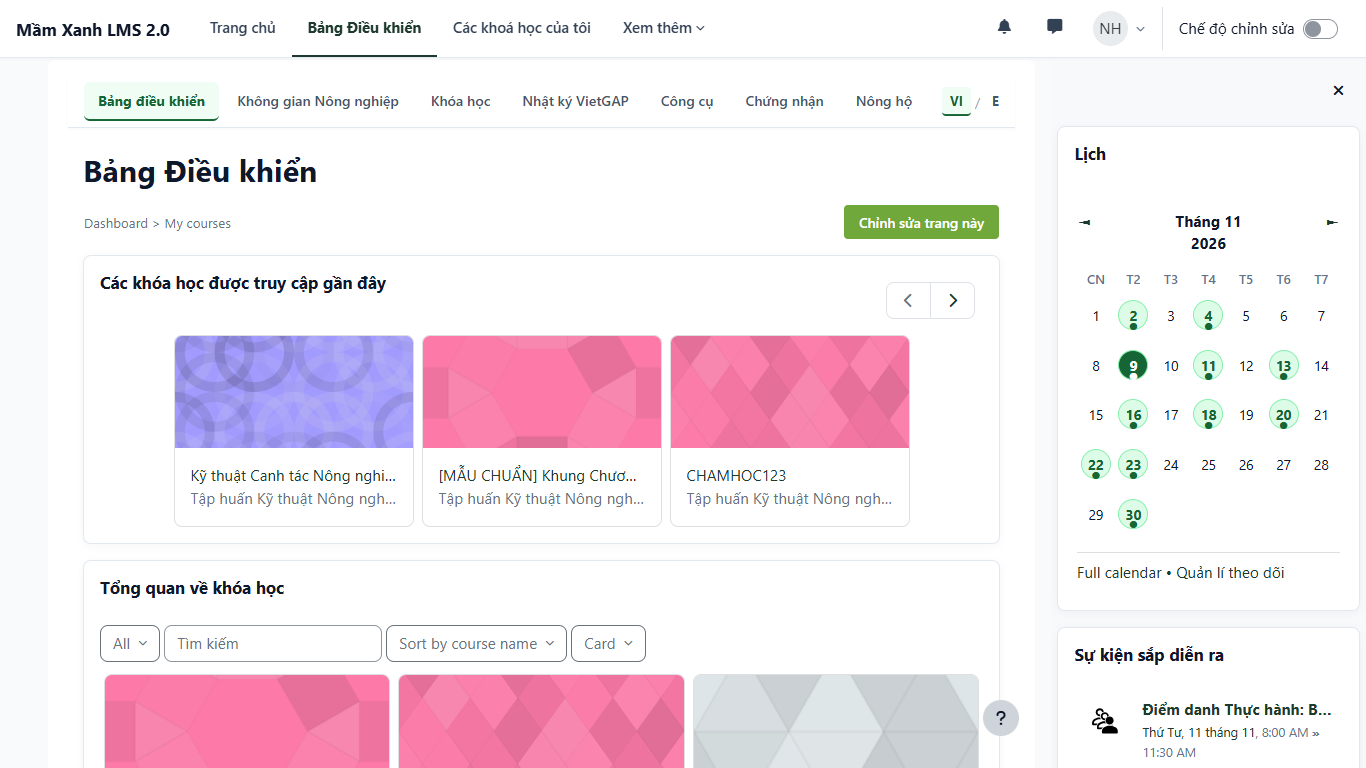 Mầm Xanh LMS 2.0
Trang chủ
Bảng Điều khiển
Các khoá học của tôi
Xem thêm
NH
Chế độ chỉnh sửa
Bảng điều khiển
Không gian Nông nghiệp
Khóa học
Nhật ký VietGAP
Công cụ
Chứng nhận
Nông hộ
VI / E
Bảng Điều khiển
Dashboard > My courses
Chỉnh sửa trang này
Các khóa học được truy cập gần đây
Kỹ thuật Canh tác Nông nghi...
Tập huấn Kỹ thuật Nông ngh...
[MẪU CHUẨN] Khung Chươ...
Tập huấn Kỹ thuật Nông ngh...
CHAMHOC123
Tập huấn Kỹ thuật Nông ngh...
Tổng quan về khóa học
All
Tìm kiếm
Sort by course name
Card
?
Lịch
◄
Tháng 11
2026
►
CN T2 T3 T4 T5 T6 T7
1 2 3 4 5 6 7
8 9 10 11 12 13 14
15 16 17 18 19 20 21
22 23 24 25 26 27 28
29 30
Full calendar • Quản lí theo dõi
Sự kiện sắp diễn ra
Điểm danh Thực hành: B...
Thứ Tư, 11 tháng 11, 8:00 AM »
11:30 AM